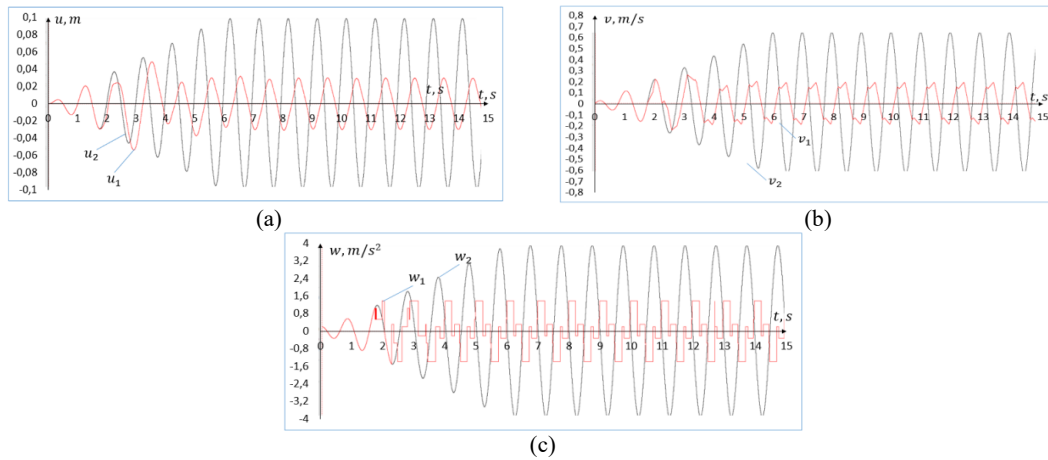 u, m
0,1
0,08
0,06
0,04
0,02
0
-0,02
-0,04
-0,06
-0,08
-0,1
0 1 2 3 4 5 6 7 8 9 10 11 12 13 14 15
t, s
t, s
u₂
u₁
(a)
v, m/s
0,8
0,7
0,6
0,5
0,4
0,3
0,2
0,1
0
-0,1
-0,2
-0,3
-0,4
-0,5
-0,6
-0,7
-0,8
0 1 2 3 4 5 6 7 8 9 10 11 12 13 14 15
t, s
v₁
v₂
(b)
w, m/s²
4
3,2
2,4
1,6
0,8
0
-0,8
-1,6
-2,4
-3,2
-4
0 1 2 3 4 5 6 7 8 9 10 11 12 13 14 15
t, s
w₁
w₂
(c)